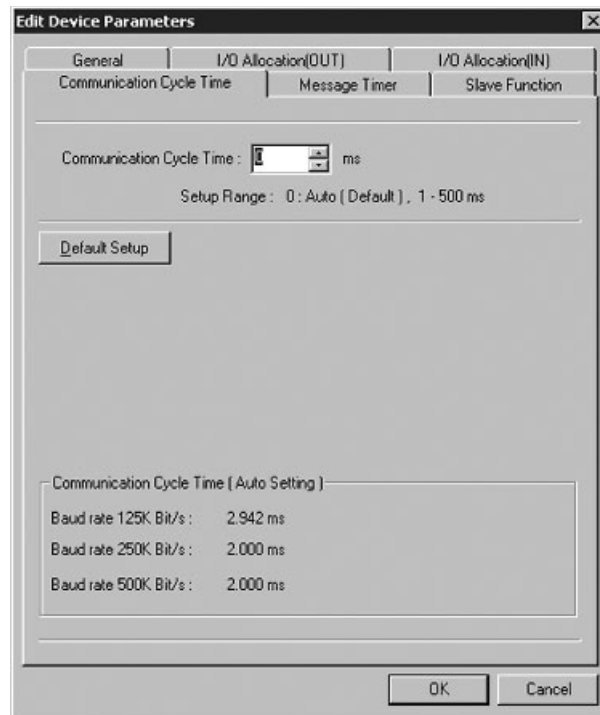 Edit Device Parameters
General I/O Allocation(OUT) I/O Allocation(IN)
Communication Cycle Time Message Timer Slave Function
Communication Cycle Time : 0 ms
Setup Range : 0 : Auto ( Default ) , 1 - 500 ms
Default Setup
Communication Cycle Time ( Auto Setting )
Baud rate 125K Bit/s : 2.942 ms
Baud rate 250K Bit/s : 2.000 ms
Baud rate 500K Bit/s : 2.000 ms
OK Cancel